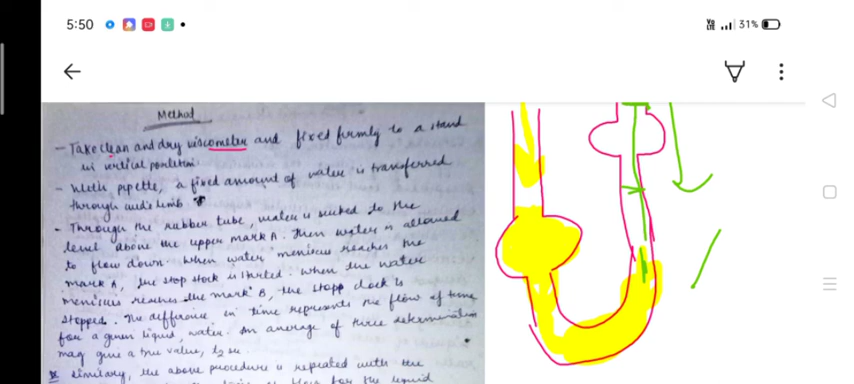 5:50
Vo LTE 31%
Method
- Take clean and dry viscometer and fixed firmly to a stand
in vertical position
- With pipette, a fixed amount of water is transferred
through wide limb.
- Through the rubber tube, water is sucked to the
level above the upper mark A. Then water is allowed
to flow down. When water meniscus reaches the
mark A, the stop is started. When the water
meniscus reaches the mark B, the stop clock is
stopped. The difference in time represents the flow of time
for a given liquid, water. An average of three determination
may give a true value,
similarly, the above procedure is repeated with the
for the liquid